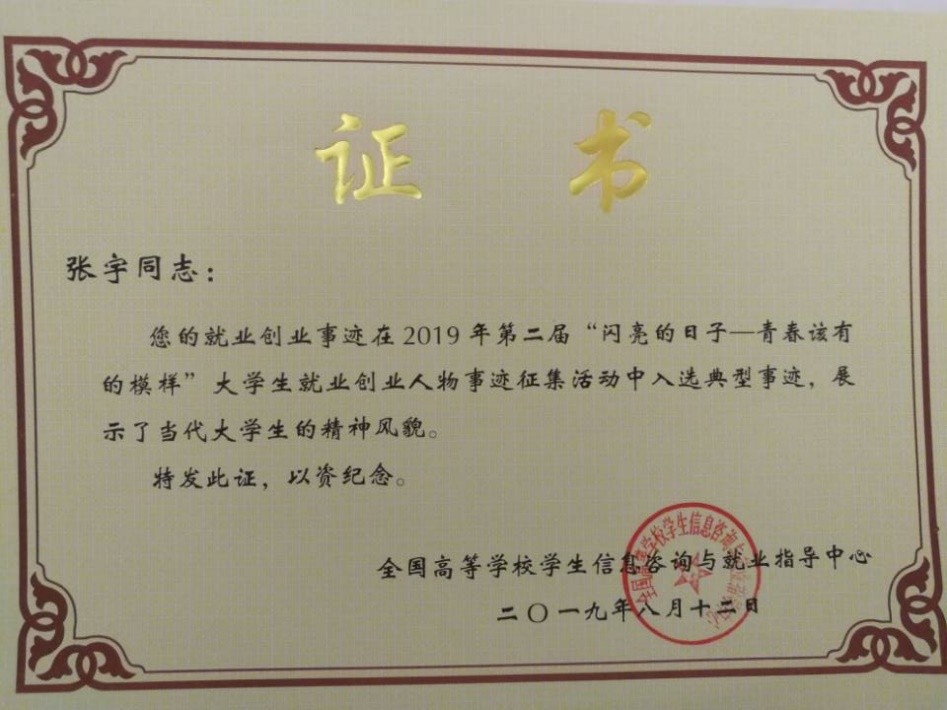 证书
张宇同志：
您的就业创业事迹在2019年第二届“闪亮的日子—青春该有
的模样”大学生就业创业人物事迹征集活动中入选典型事迹，展
示了当代大学生的精神风貌。
特发此证，以资纪念。
全国高等学校学生信息咨询与就业指导中心
二〇一九年八月十二日